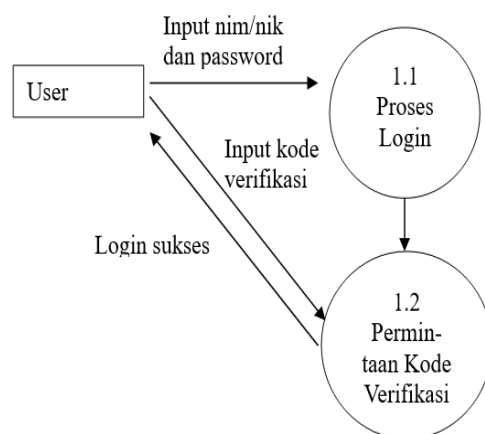 Input nim/nik
dan password
User
1.1
Proses
Login
Input kode
verifikasi
Login sukses
1.2
Permin-
taan Kode
Verifikasi